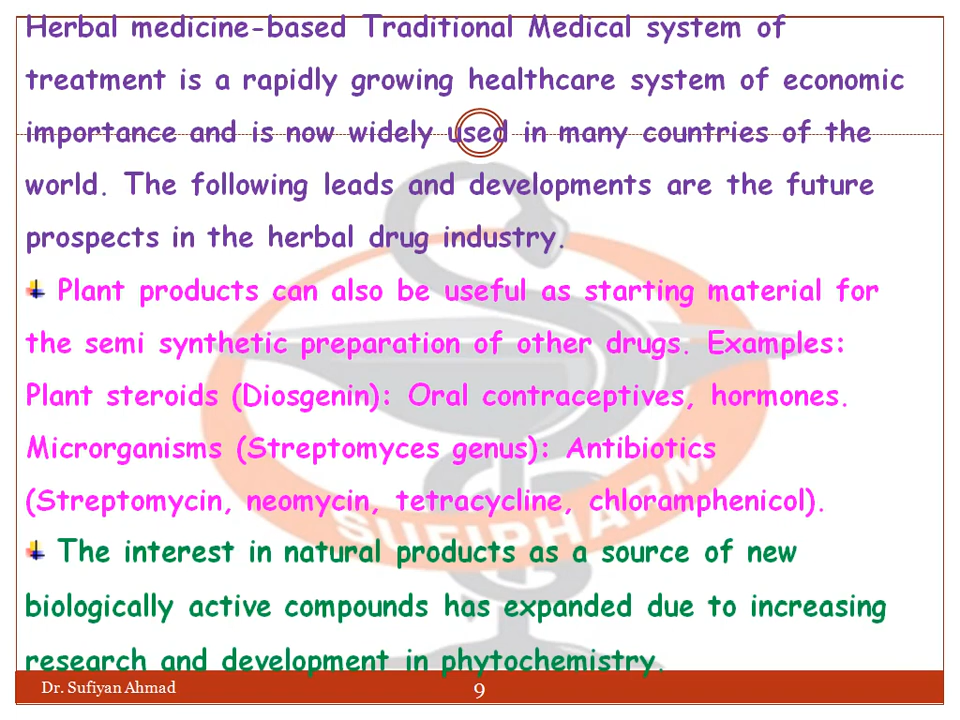 Herbal medicine-based Traditional Medical system of
treatment is a rapidly growing healthcare system of economic
importance and is now widely used in many countries of the
world. The following leads and developments are the future
prospects in the herbal drug industry.
Plant products can also be useful as starting material for
the semi synthetic preparation of other drugs. Examples:
Plant steroids (Diosgenin): Oral contraceptives, hormones.
Microrganisms (Streptomyces genus): Antibiotics
(Streptomycin, neomycin, tetracycline, chloramphenicol).
SUFIPHARM
The interest in natural products as a source of new
biologically active compounds has expanded due to increasing
research and development in phytochemistry.
Dr. Sufiyan Ahmad
9